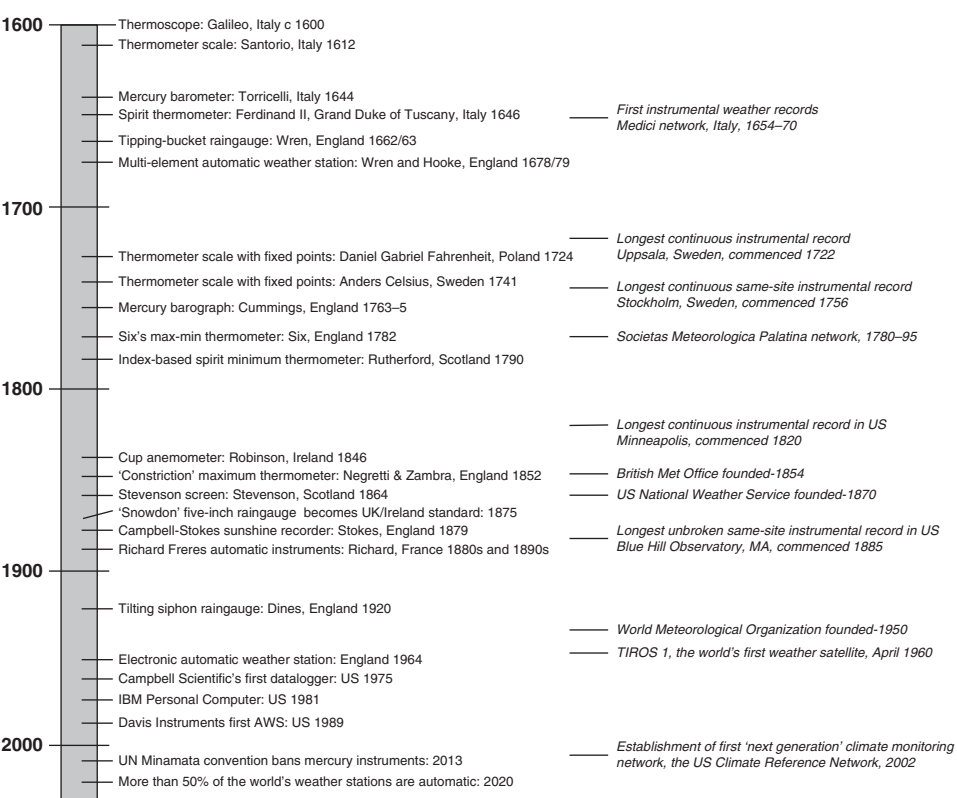 1600
Thermoscope: Galileo, Italy c 1600
Thermometer scale: Santorio, Italy 1612
Mercury barometer: Torricelli, Italy 1644
Spirit thermometer: Ferdinand II, Grand Duke of Tuscany, Italy 1646
First instrumental weather records
Medici network, Italy, 1654–70
Tipping-bucket raingauge: Wren, England 1662/63
Multi-element automatic weather station: Wren and Hooke, England 1678/79
1700
Longest continuous instrumental record
Uppsala, Sweden, commenced 1722
Thermometer scale with fixed points: Daniel Gabriel Fahrenheit, Poland 1724
Thermometer scale with fixed points: Anders Celsius, Sweden 1741
Longest continuous same-site instrumental record
Stockholm, Sweden, commenced 1756
Mercury barograph: Cummings, England 1763–5
Six's max-min thermometer: Six, England 1782
Societas Meteorologica Palatina network, 1780–95
Index-based spirit minimum thermometer: Rutherford, Scotland 1790
1800
Longest continuous instrumental record in US
Minneapolis, commenced 1820
Cup anemometer: Robinson, Ireland 1846
‘Constriction’ maximum thermometer: Negretti & Zambra, England 1852
British Met Office founded-1854
Stevenson screen: Stevenson, Scotland 1864
US National Weather Service founded-1870
‘Snowdon’ five-inch raingauge becomes UK/Ireland standard: 1875
Campbell-Stokes sunshine recorder: Stokes, England 1879
Longest unbroken same-site instrumental record in US
Blue Hill Observatory, MA, commenced 1885
Richard Freres automatic instruments: Richard, France 1880s and 1890s
1900
Tilting siphon raingauge: Dines, England 1920
World Meteorological Organization founded-1950
TIROS 1, the world's first weather satellite, April 1960
Electronic automatic weather station: England 1964
Campbell Scientific's first datalogger: US 1975
IBM Personal Computer: US 1981
Davis Instruments first AWS: US 1989
2000
Establishment of first ‘next generation’ climate monitoring
network, the US Climate Reference Network, 2002
UN Minamata convention bans mercury instruments: 2013
More than 50% of the world's weather stations are automatic: 2020